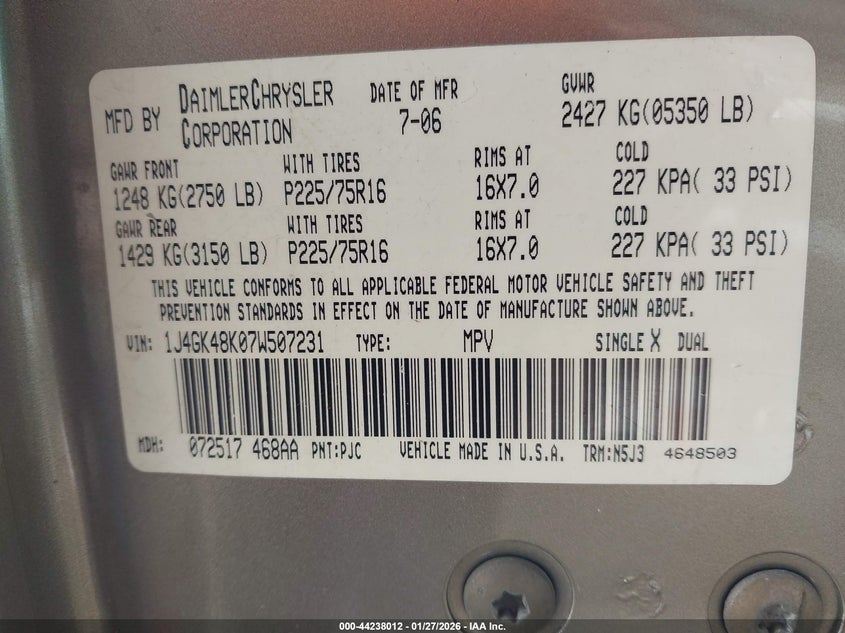 MFD BY DAIMLERCHRYSLER CORPORATION DATE OF MFR 7-06 GVWR 2427 KG(05350 LB)
GAWR FRONT WITH TIRES RIMS AT COLD
1248 KG(2750 LB) P225/75R16 16X7.0 227 KPA( 33 PSI)
GAWR REAR WITH TIRES RIMS AT COLD
1429 KG(3150 LB) P225/75R16 16X7.0 227 KPA( 33 PSI)
THIS VEHICLE CONFORMS TO ALL APPLICABLE FEDERAL MOTOR VEHICLE SAFETY AND THEFT
PREVENTION STANDARDS IN EFFECT ON THE DATE OF MANUFACTURE SHOWN ABOVE.
VIN: 1J4GK48K07W507231 TYPE: MPV SINGLE X DUAL
MDH: 072517 468AA PNT:PJC VEHICLE MADE IN U.S.A. TRM:N5J3 4648503
000-44238012 - 01/27/2026 - IAA Inc.